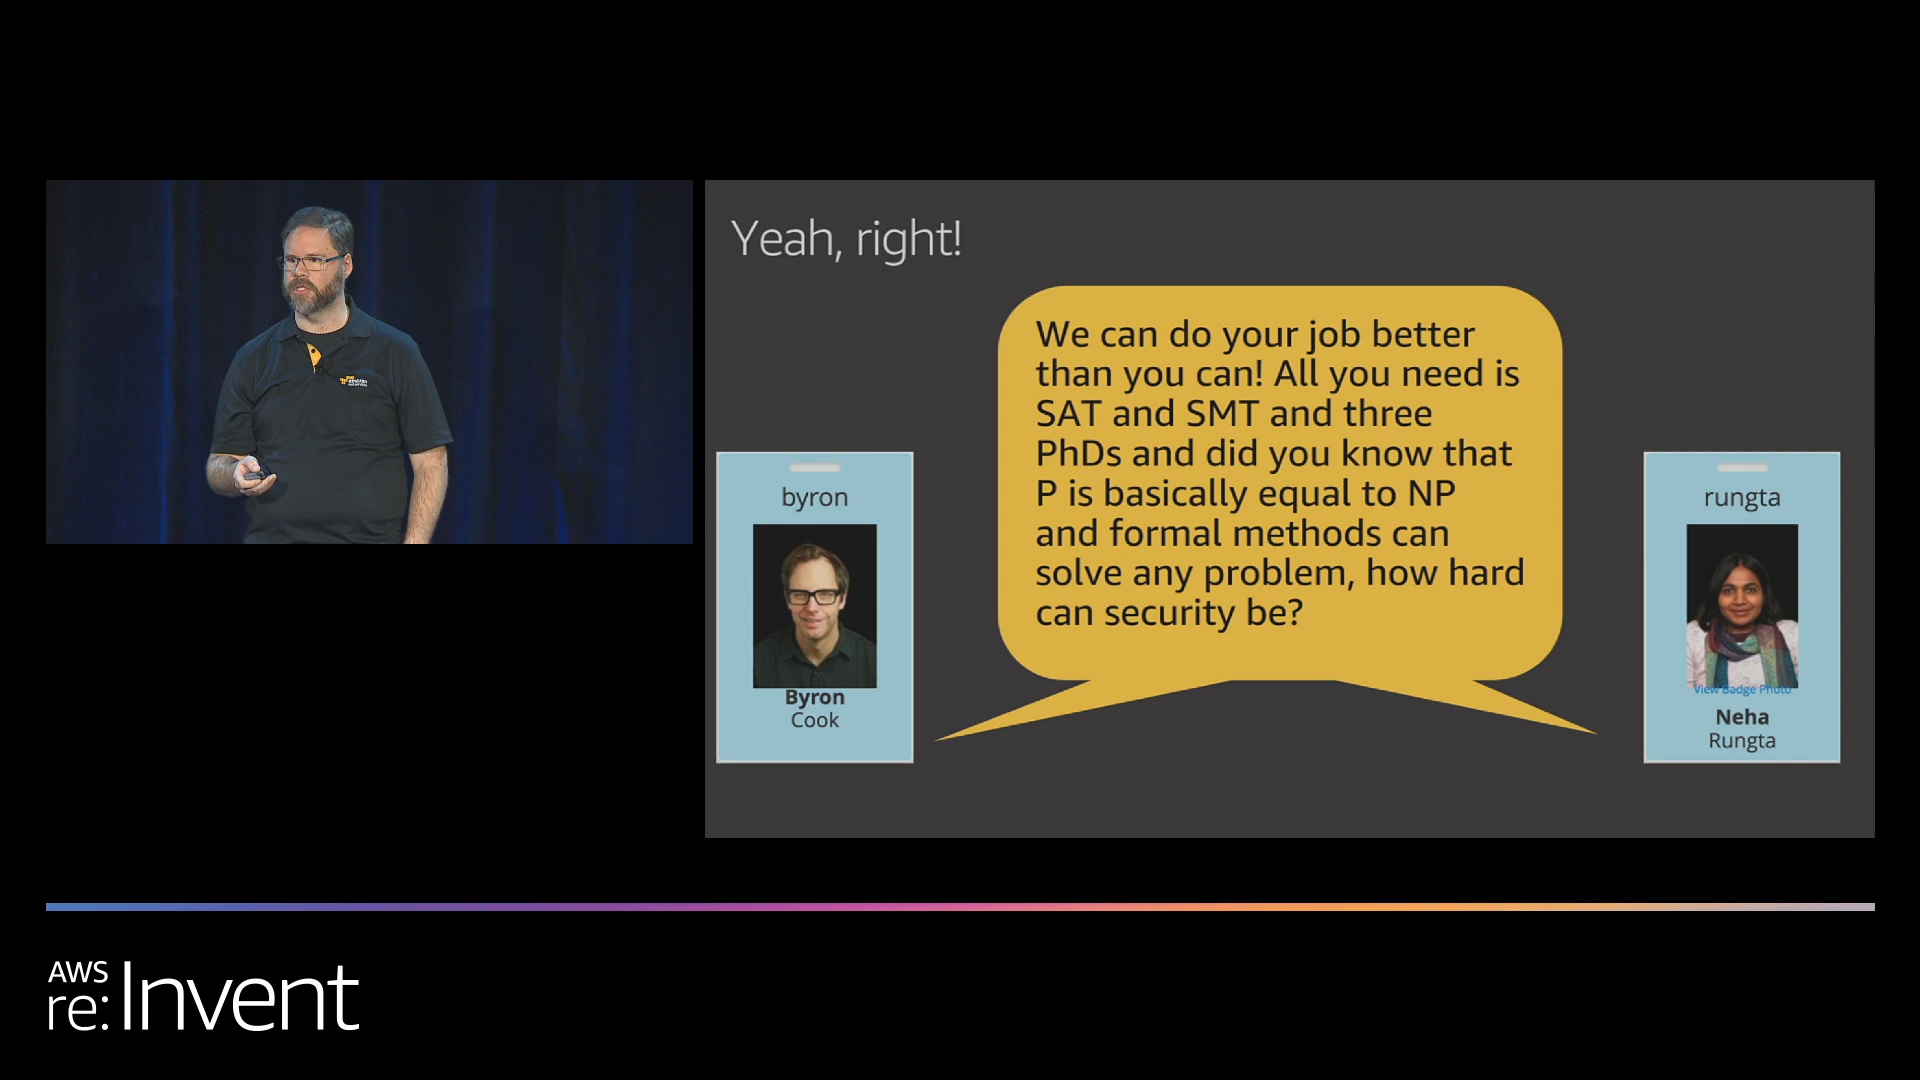 Yeah, right!
We can do your job better
than you can! All you need is
SAT and SMT and three
PhDs and did you know that
P is basically equal to NP
and formal methods can
solve any problem, how hard
can security be?
byron
Byron
Cook
rungta
View Badge Photo
Neha
Rungta
AWS
re:Invent